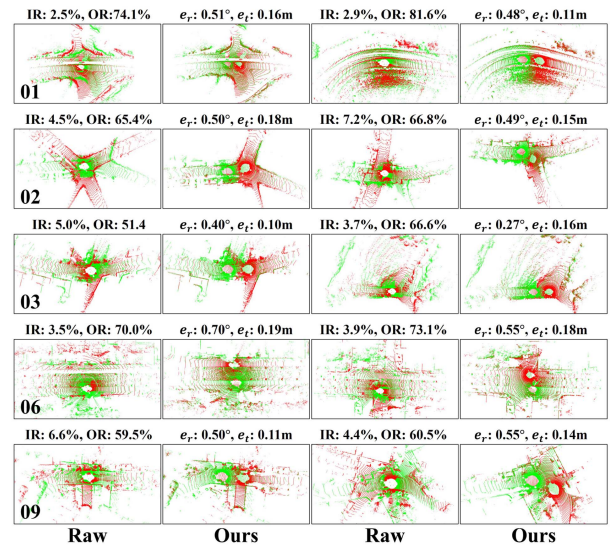 IR: 2.5%, OR:74.1% e_r: 0.51°, e_t: 0.16m IR: 2.9%, OR: 81.6% e_r: 0.48°, e_t: 0.11m
01
IR: 4.5%, OR: 65.4% e_r: 0.50°, e_t: 0.18m IR: 7.2%, OR: 66.8% e_r: 0.49°, e_t: 0.15m
02
IR: 5.0%, OR: 51.4 e_r: 0.40°, e_t: 0.10m IR: 3.7%, OR: 66.6% e_r: 0.27°, e_t: 0.16m
03
IR: 3.5%, OR: 70.0% e_r: 0.70°, e_t: 0.19m IR: 3.9%, OR: 73.1% e_r: 0.55°, e_t: 0.18m
06
IR: 6.6%, OR: 59.5% e_r: 0.50°, e_t: 0.11m IR: 4.4%, OR: 60.5% e_r: 0.55°, e_t: 0.14m
09
Raw Ours Raw Ours